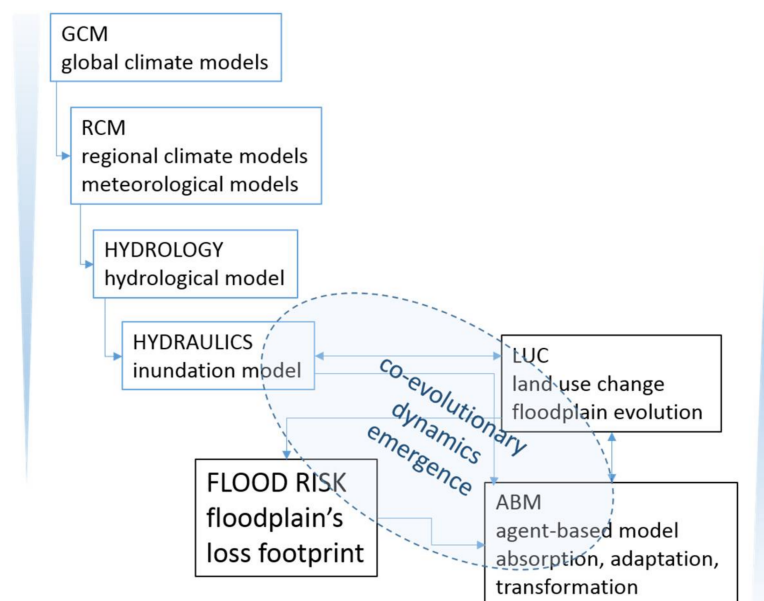 GCM
global climate models
RCM
regional climate models
meteorological models
HYDROLOGY
hydrological model
HYDRAULICS
inundation model
LUC
land use change
floodplain evolution
co-evolutionary
dynamics
emergence
FLOOD RISK
floodplain's
loss footprint
ABM
agent-based model
absorption, adaptation,
transformation